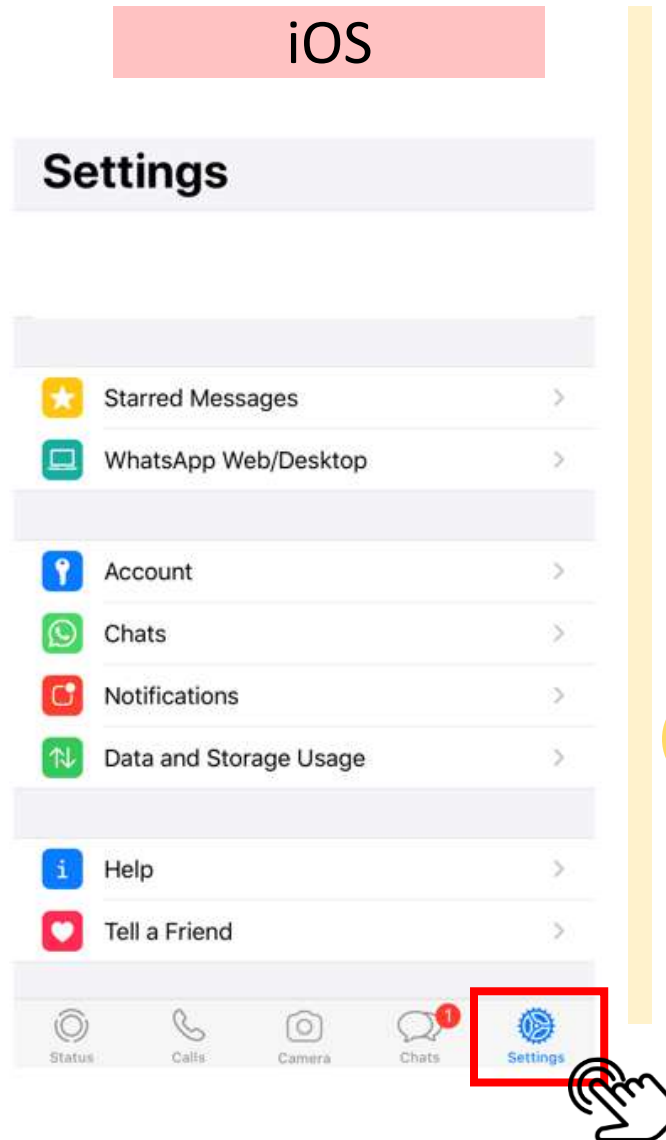 iOS
Settings
Starred Messages
WhatsApp Web/Desktop
Account
Chats
Notifications
Data and Storage Usage
Help
Tell a Friend
1
Status Calls Camera Chats Settings